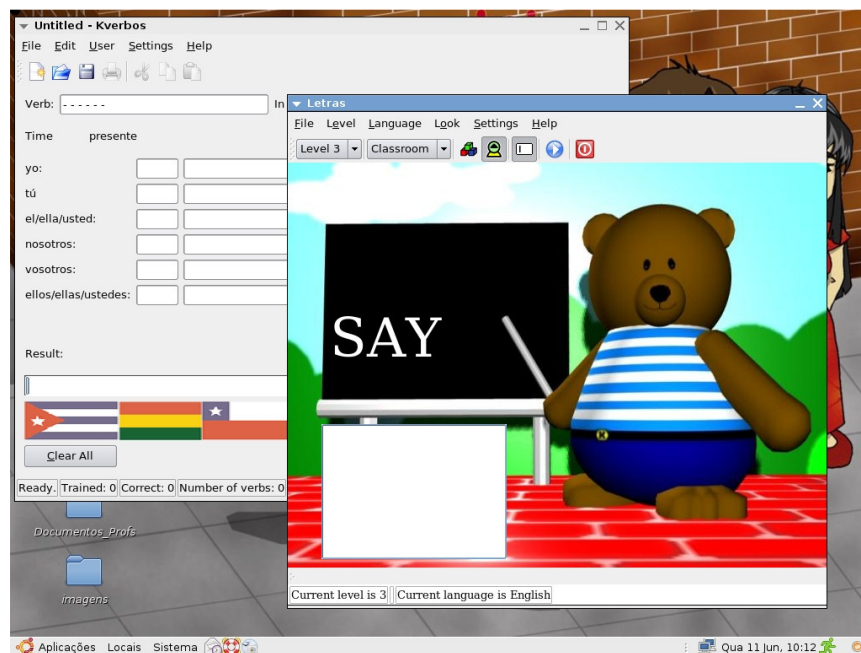 Untitled - Kverbos
File Edit User Settings Help
Verb: ------ In
Time presente
yo:
tú
el/ella/usted:
nosotros:
vosotros:
ellos/ellas/ustedes:
Result:
Clear All
Ready. Trained: 0 Correct: 0 Number of verbs: 0
Letras
File Level Language Look Settings Help
Level 3 Classroom
SAY
Current level is 3 Current language is English
Documentos_Profs
imagens
Aplicações Locais Sistema
Qua 11 Jun, 10:12